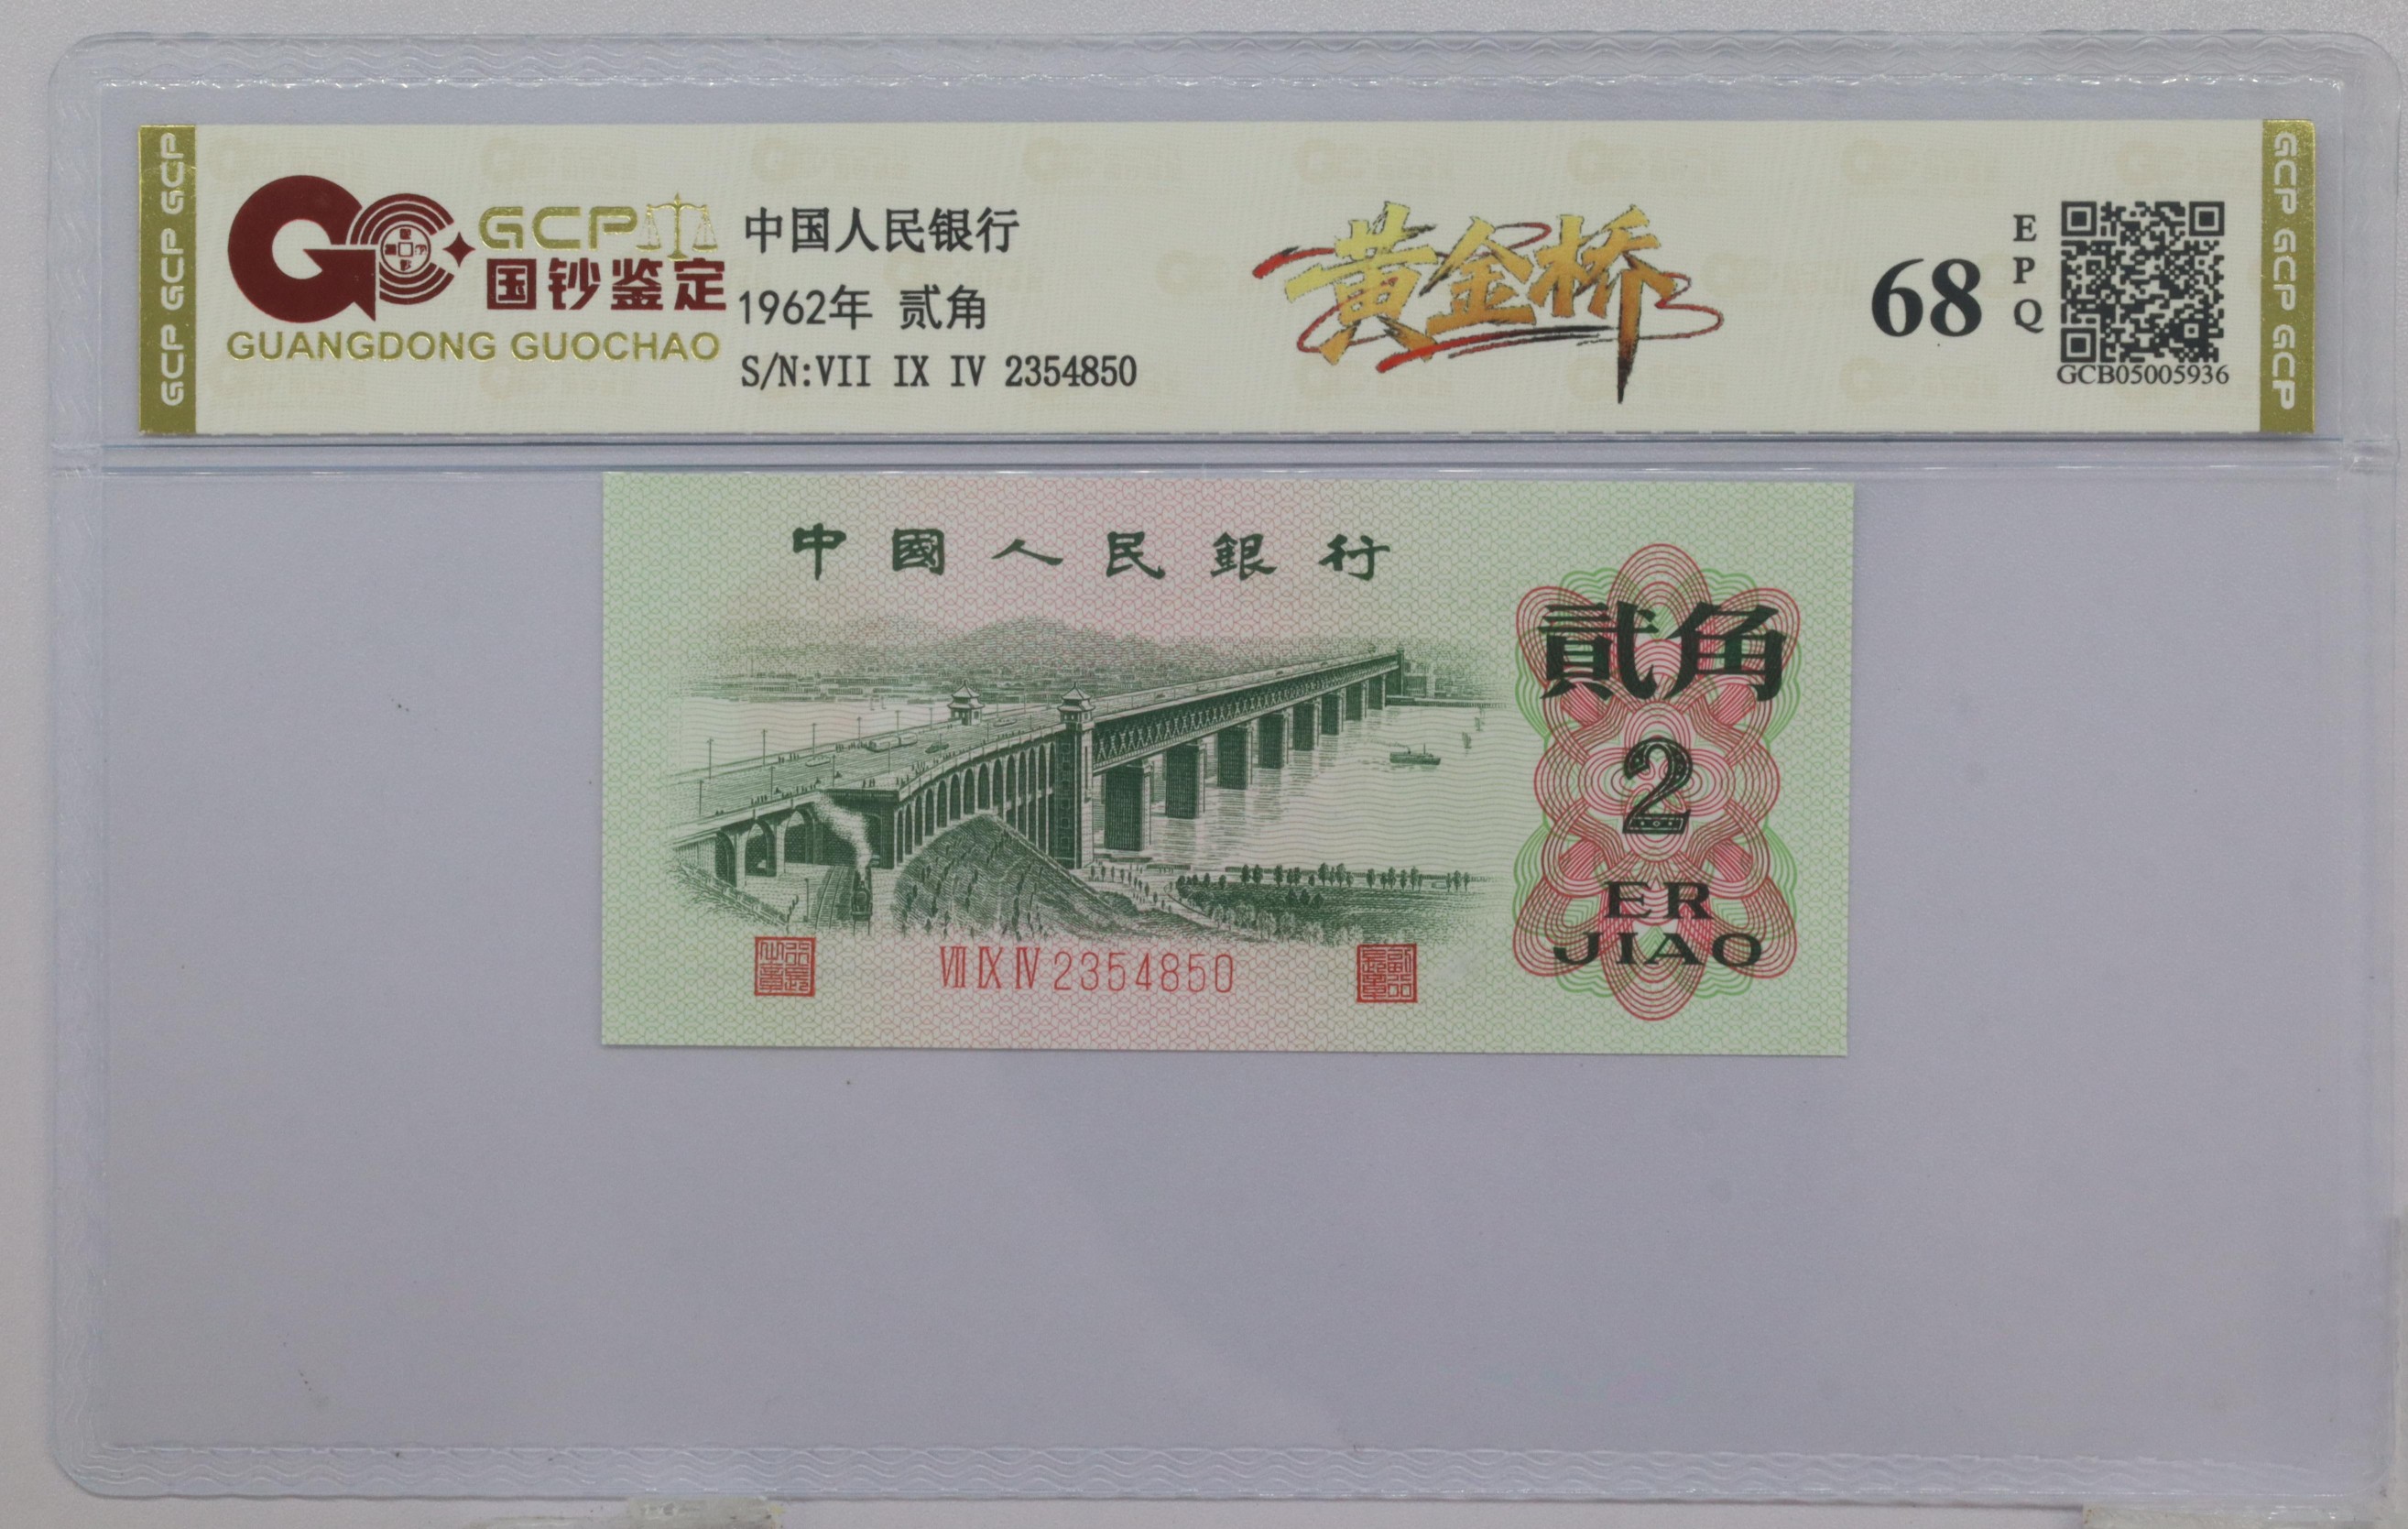 GCP GCP GCP
GCP
国钞鉴定
GUANGDONG GUOCHAO
中国人民银行
1962年 贰角
S/N:VII IX IV 2354850
黄金桥
68
EPQ
GCB05005936
GCP GCP GCP
中國人民銀行
貳角
2
ER
JIAO
VII IX IV 2354850